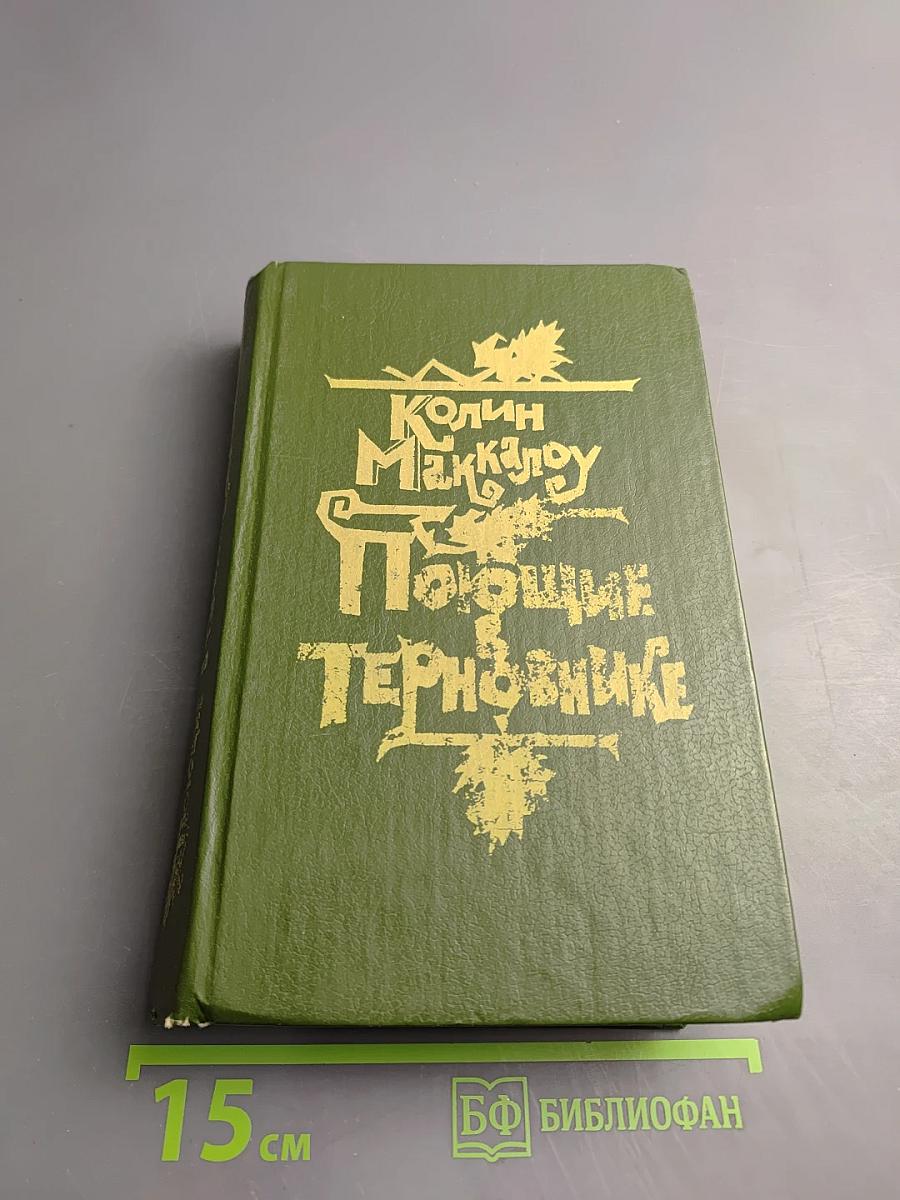 Колин
Маккалоу
Поющие
в
терновнике
15 см
БФ БИБЛИОФАН